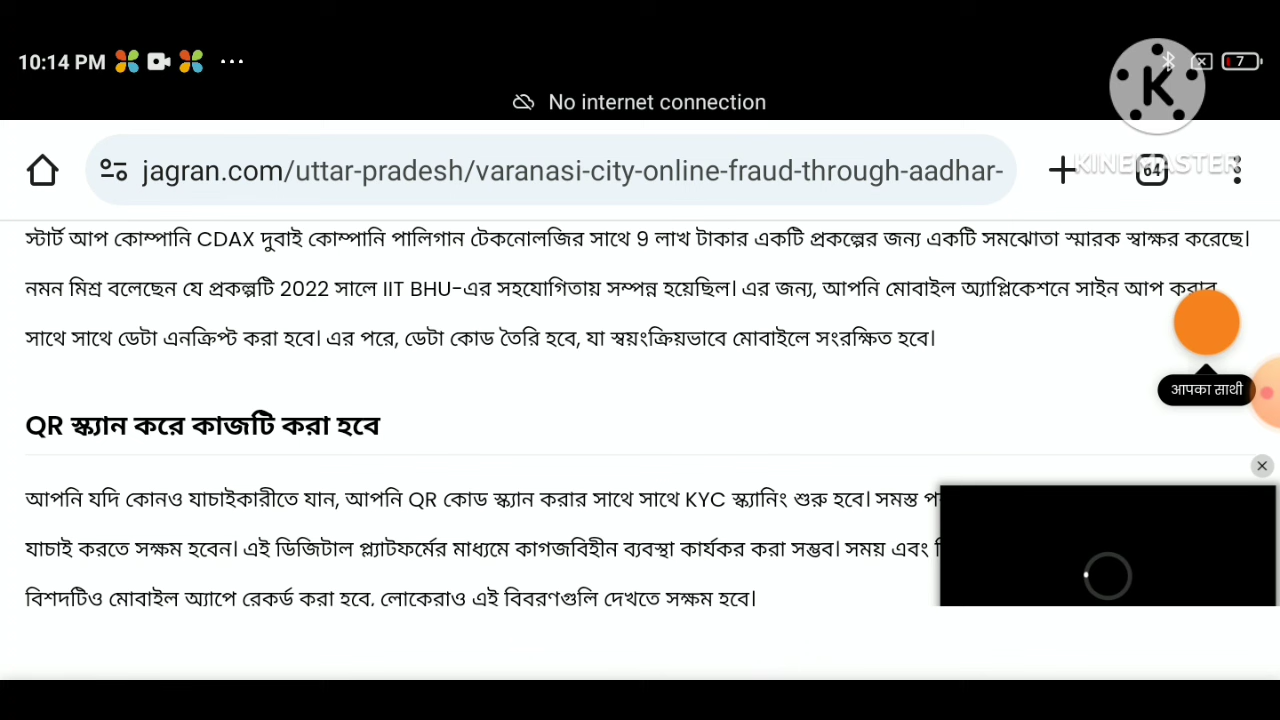 10:14 PM ... 7
No internet connection
K
KINEMASTER
jagran.com/uttar-pradesh/varanasi-city-online-fraud-through-aadhar-
64
স্টার্ট আপ কোম্পানি CDAX দুবাই কোম্পানি পালিগান টেকনোলজির সাথে 9 লাখ টাকার একটি প্রকল্পের জন্য একটি সমঝোতা স্মারক স্বাক্ষর করেছে।
নমন মিশ্র বলেছেন যে প্রকল্পটি 2022 সালে IIT BHU-এর সহযোগিতায় সম্পন্ন হয়েছিল। এর জন্য, আপনি মোবাইল অ্যাপ্লিকেশনে সাইন আপ করার
সাথে সাথে ডেটা এনক্রিপ্ট করা হবে। এর পরে, ডেটা কোড তৈরি হবে, যা স্বয়ংক্রিয়ভাবে মোবাইলে সংরক্ষিত হবে।
आपका साथी
QR স্ক্যান করে কাজটি করা হবে
আপনি যদি কোনও যাচাইকারীতে যান, আপনি QR কোড স্ক্যান করার সাথে সাথে KYC স্ক্যানিং শুরু হবে। সমস্ত
যাচাই করতে সক্ষম হবেন। এই ডিজিটাল প্ল্যাটফর্মের মাধ্যমে কাগজবিহীন ব্যবস্থা কার্যকর করা সম্ভব। সময় এবং
বিশদটিও মোবাইল অ্যাপে রেকর্ড করা হবে, লোকেরাও এই বিবরণগুলি দেখতে সক্ষম হবে।